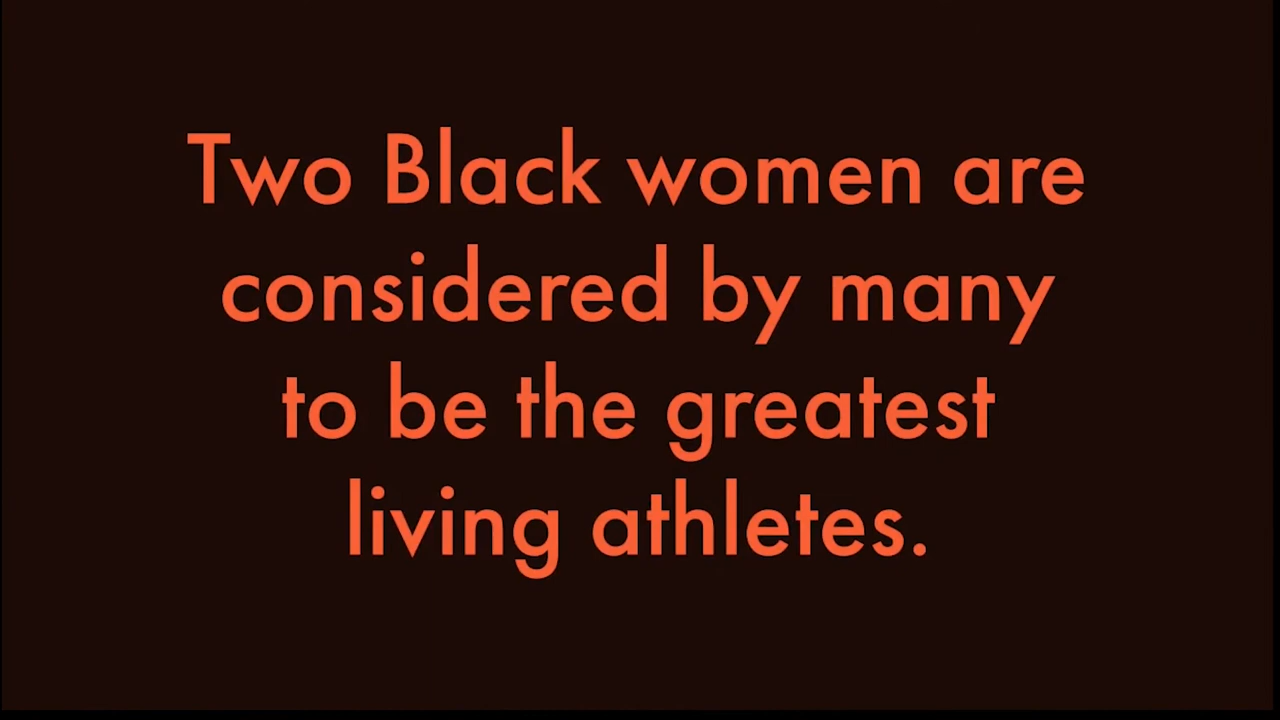 Two Black women are
considered by many
to be the greatest
living athletes.